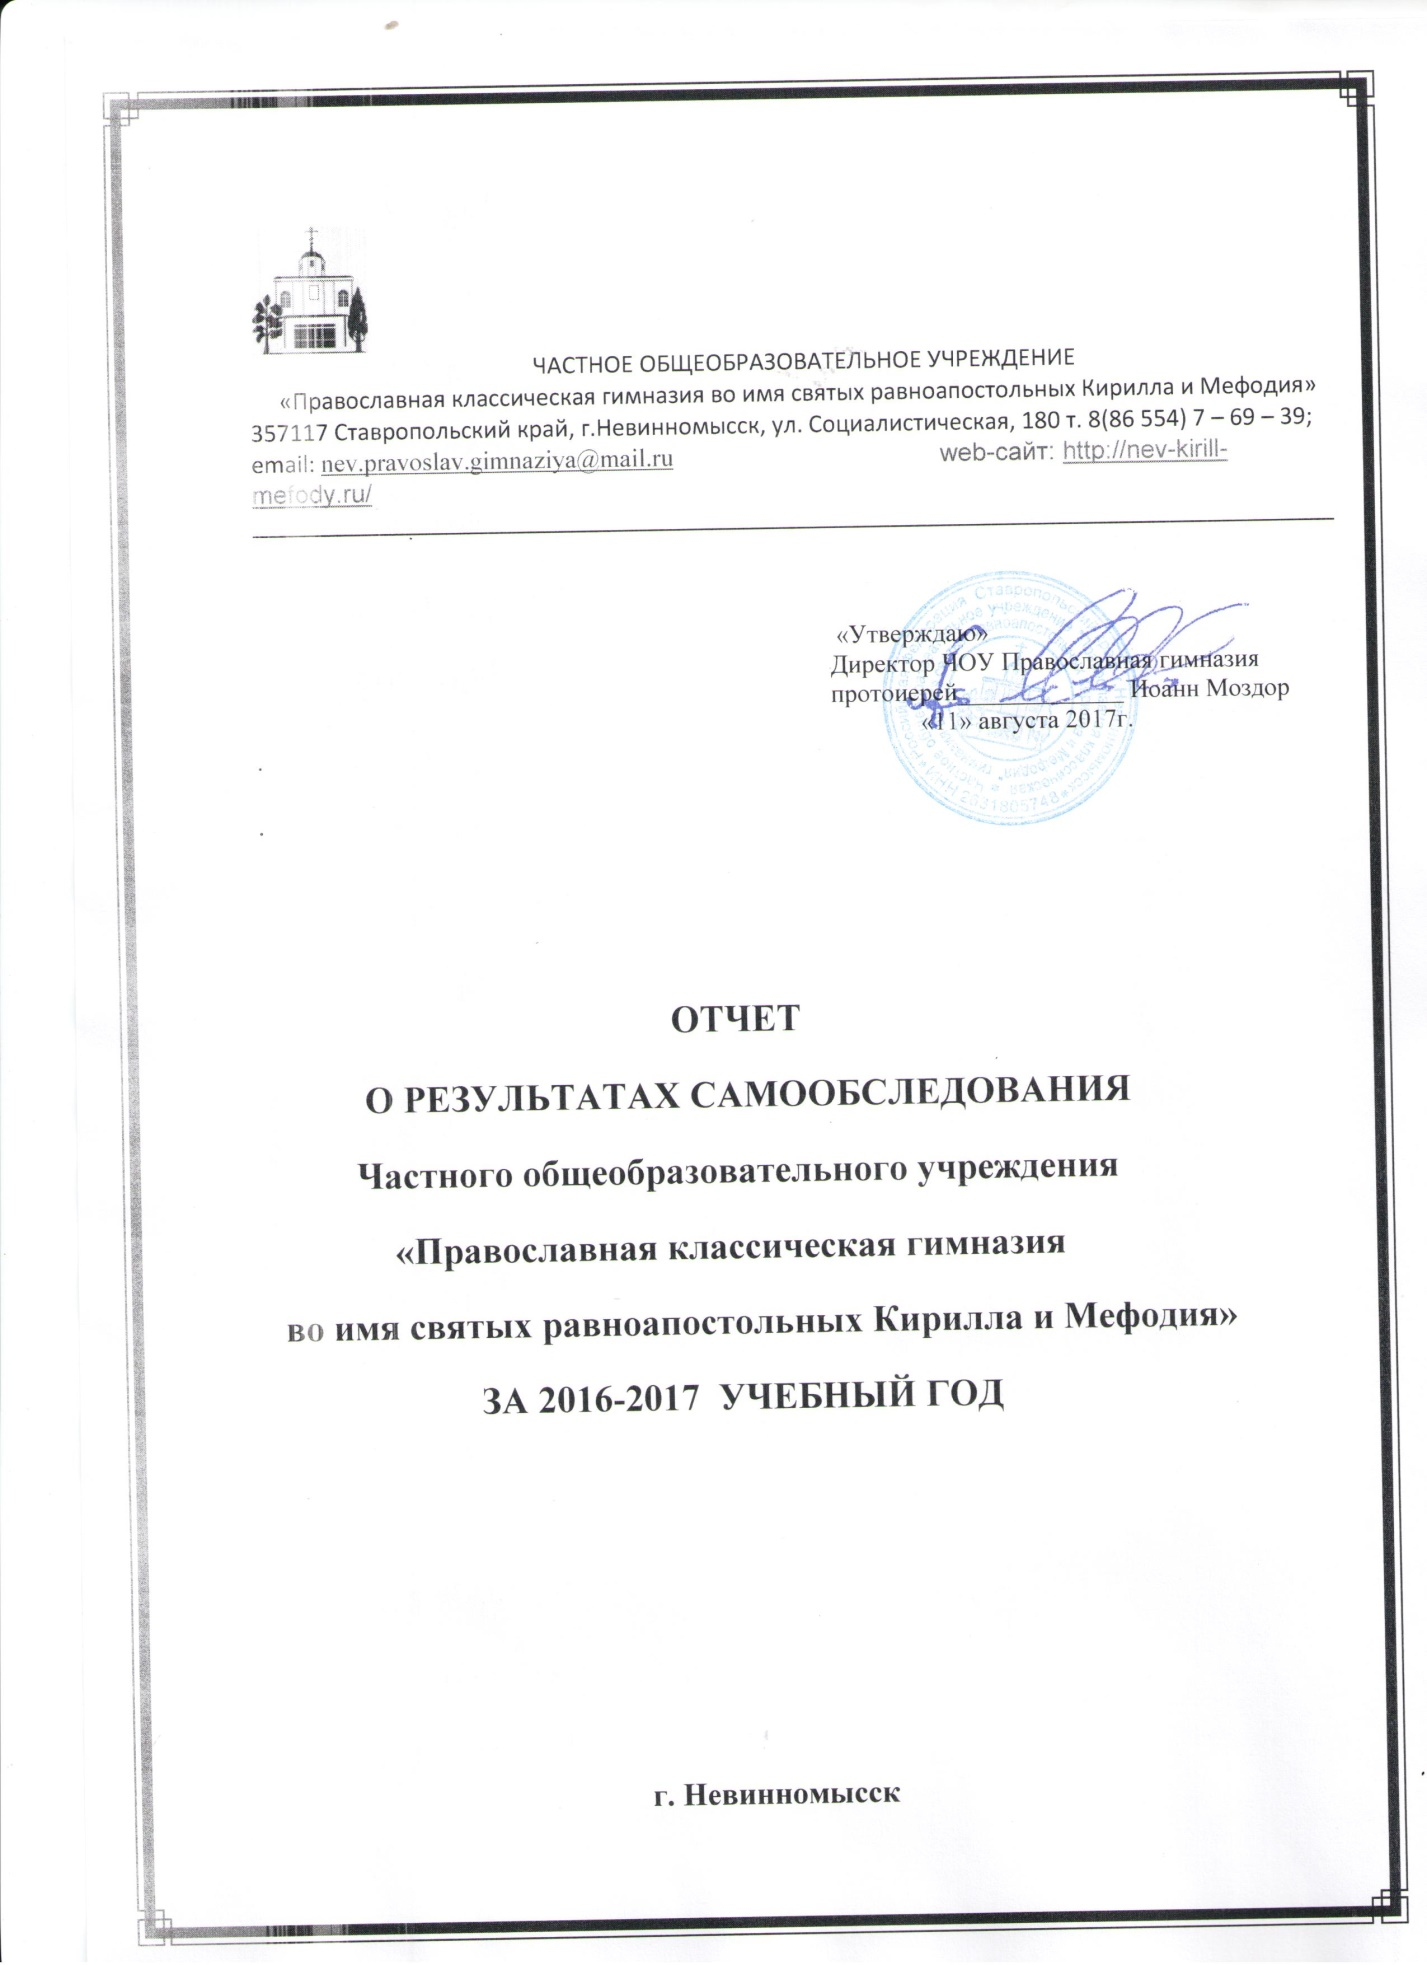 ЧАСТНОЕ ОБЩЕОБРАЗОВАТЕЛЬНОЕ УЧРЕЖДЕНИЕ
«Православная классическая гимназия во имя святых равноапостольных Кирилла и Мефодия»
357117 Ставропольский край, г.Невинномысск, ул. Социалистическая, 180 т. 8(86 554) 7 – 69 – 39;
email: nev.pravoslav.gimnaziya@mail.ru web-сайт: http://nev-kirill-
mefody.ru/
«Утверждаю»
Директор ЧОУ Православная гимназия
протоиерей_____________ Иоанн Моздор
«11» августа 2017г.
ОТЧЕТ
О РЕЗУЛЬТАТАХ САМООБСЛЕДОВАНИЯ
Частного общеобразовательного учреждения
«Православная классическая гимназия
во имя святых равноапостольных Кирилла и Мефодия»
ЗА 2016-2017 УЧЕБНЫЙ ГОД
г. Невинномысск